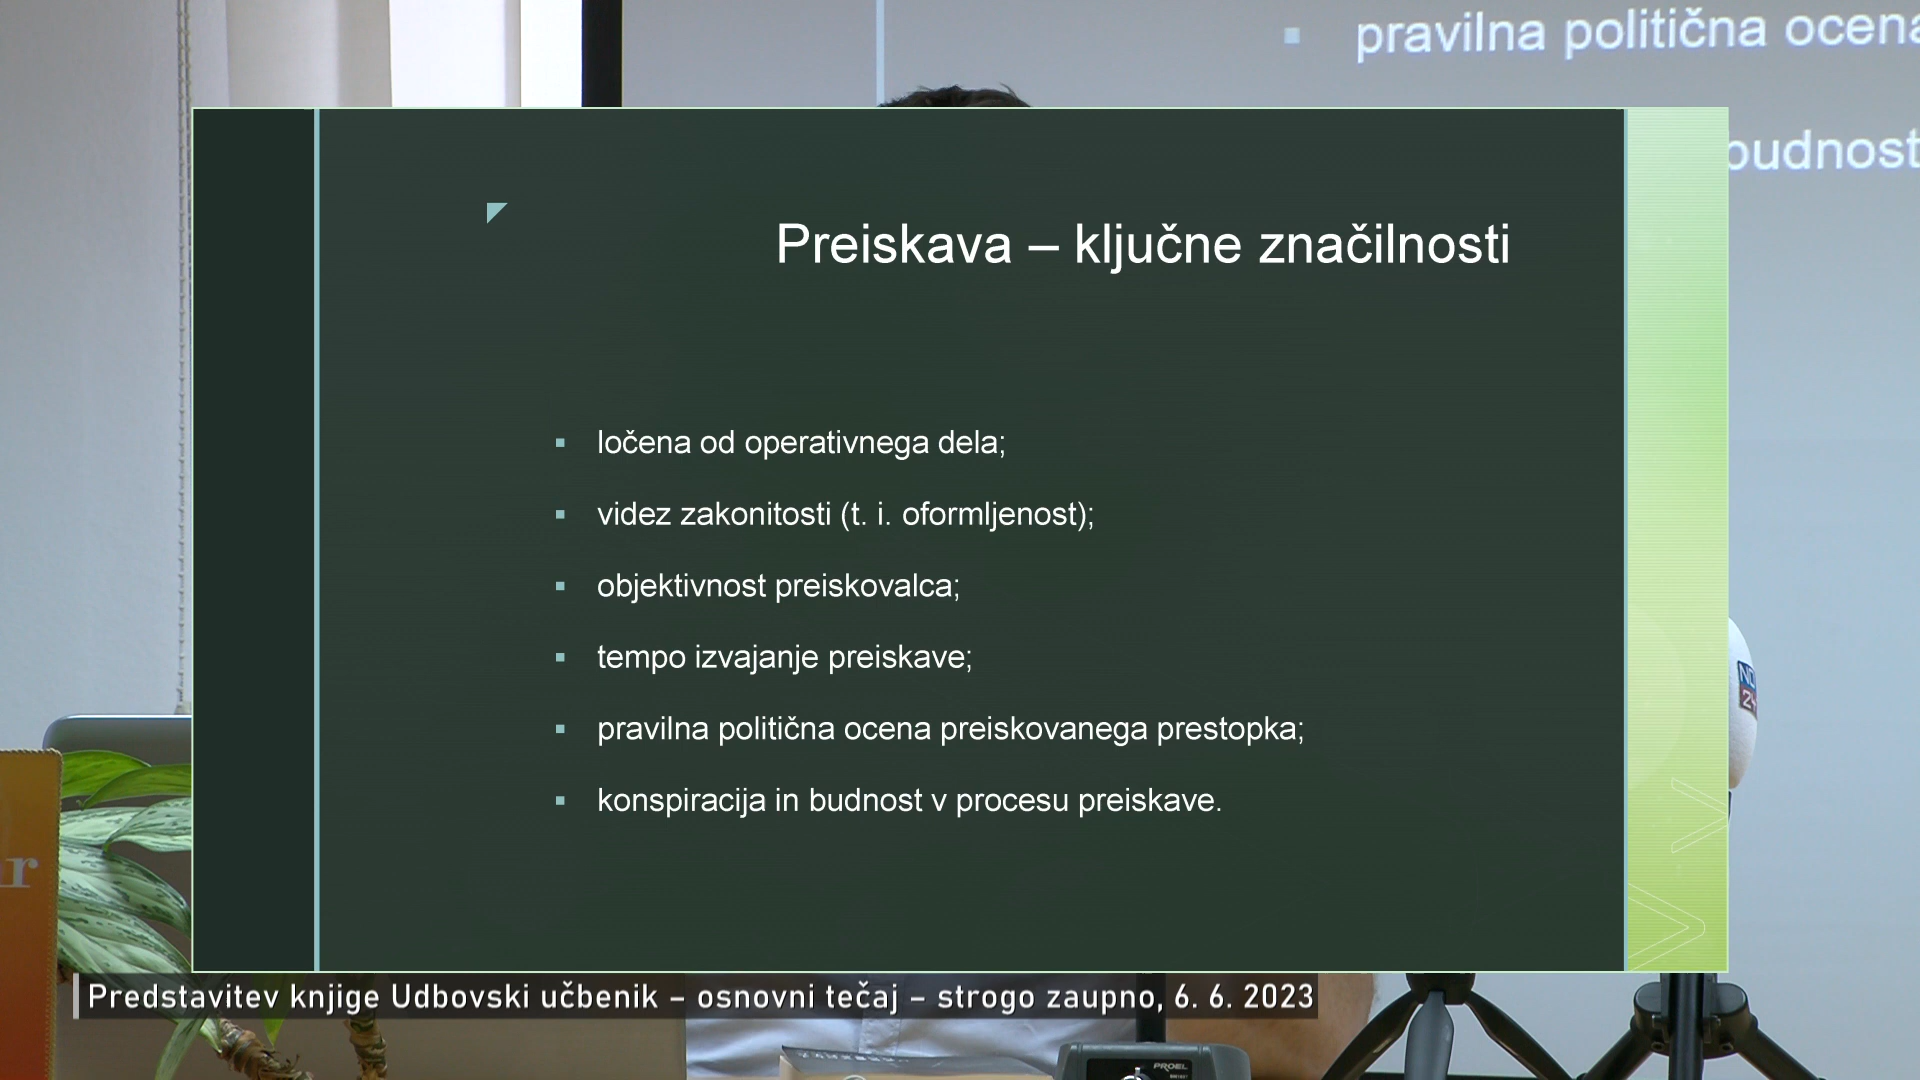 pravilna politična ocena
budnost
Preiskava – ključne značilnosti
ločena od operativnega dela;
videz zakonitosti (t. i. oformljenost);
objektivnost preiskovalca;
tempo izvajanje preiskave;
pravilna politična ocena preiskovanega prestopka;
konspiracija in budnost v procesu preiskave.
Predstavitev knjige Udbovski učbenik – osnovni tečaj – strogo zaupno, 6. 6. 2023
PROEL